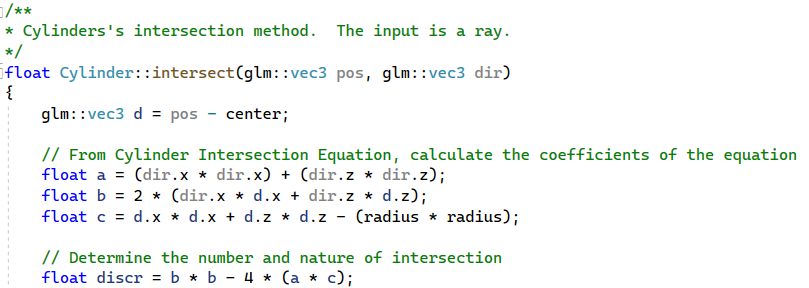 /**
* Cylinders's intersection method.  The input is a ray.
*/
float Cylinder::intersect(glm::vec3 pos, glm::vec3 dir)
{
    glm::vec3 d = pos - center;
    // From Cylinder Intersection Equation, calculate the coefficients of the equation
    float a = (dir.x * dir.x) + (dir.z * dir.z);
    float b = 2 * (dir.x * d.x + dir.z * d.z);
    float c = d.x * d.x + d.z * d.z - (radius * radius);
    // Determine the number and nature of intersection
    float discr = b * b - 4 * (a * c);